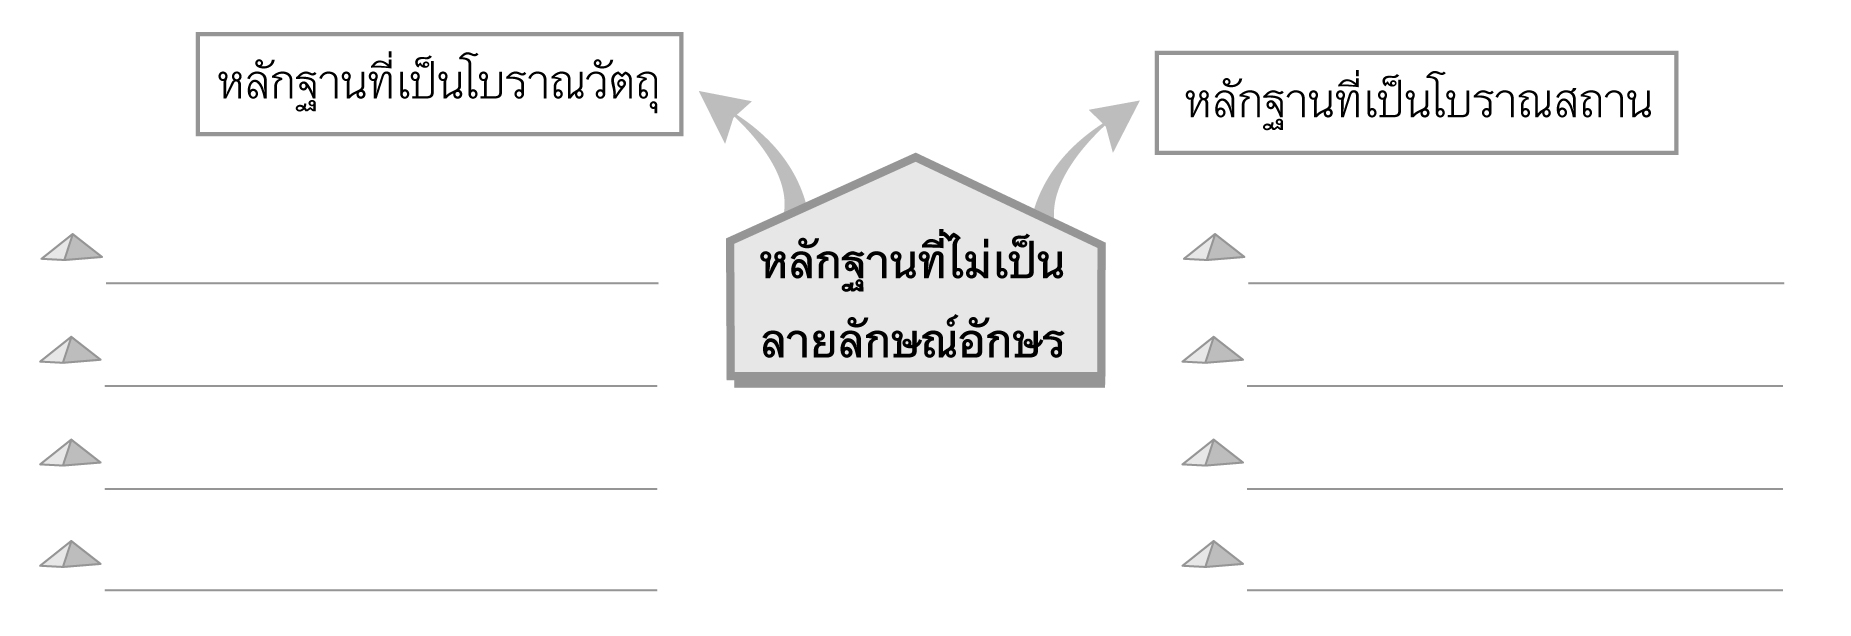 หลักฐานที่เป็นโบราณวัตถุ
หลักฐานที่เป็นโบราณสถาน
หลักฐานที่ไม่เป็น
ลายลักษณ์อักษร